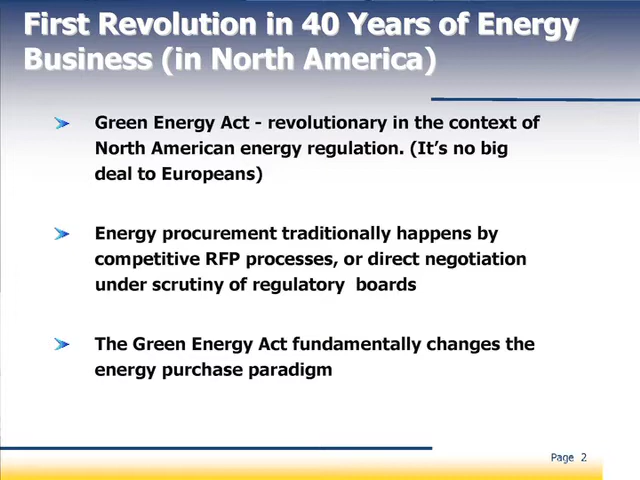 First Revolution in 40 Years of Energy
Business (in North America)
Green Energy Act - revolutionary in the context of
North American energy regulation. (It’s no big
deal to Europeans)
Energy procurement traditionally happens by
competitive RFP processes, or direct negotiation
under scrutiny of regulatory  boards
The Green Energy Act fundamentally changes the
energy purchase paradigm
Page 2